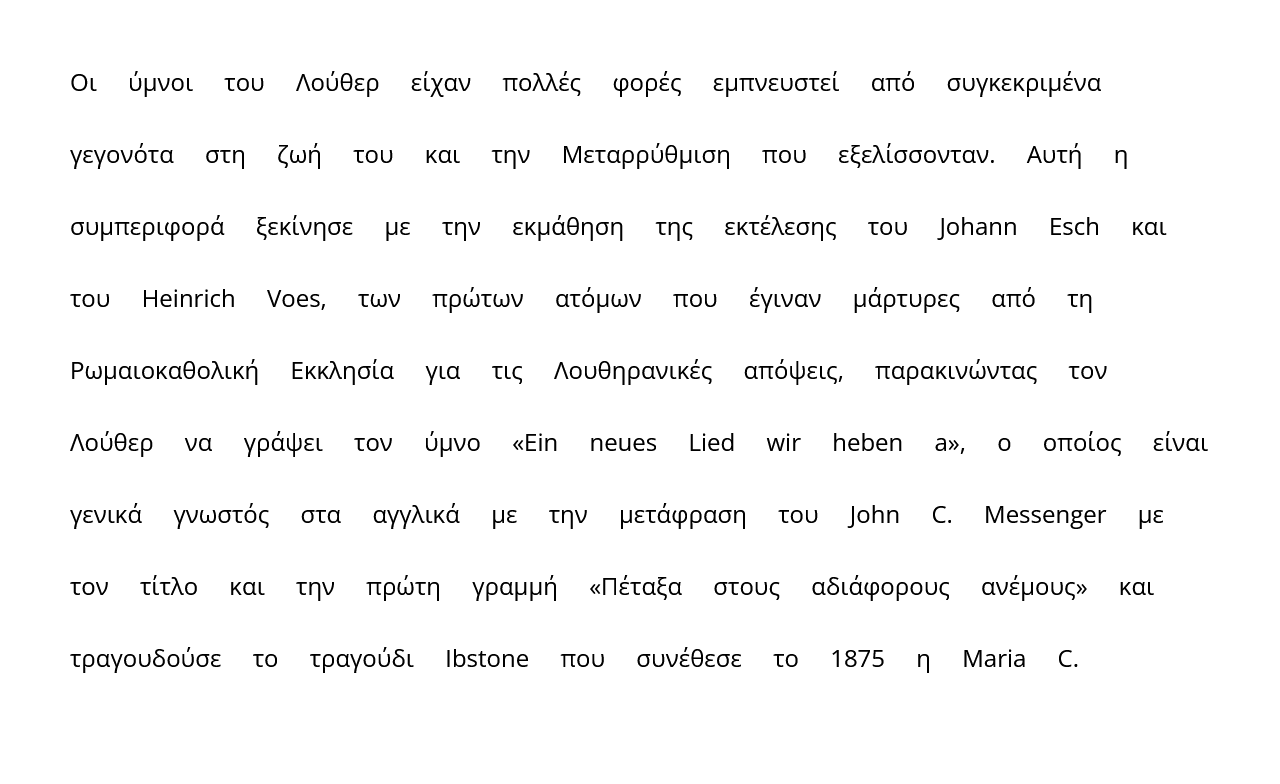 Οι ύμνοι του Λούθερ είχαν πολλές φορές εμπνευστεί από συγκεκριμένα
γεγονότα στη ζωή του και την Μεταρρύθμιση που εξελίσσονταν. Αυτή η
συμπεριφορά ξεκίνησε με την εκμάθηση της εκτέλεσης του Johann Esch και
του Heinrich Voes, των πρώτων ατόμων που έγιναν μάρτυρες από τη
Ρωμαιοκαθολική Εκκλησία για τις Λουθηρανικές απόψεις, παρακινώντας τον
Λούθερ να γράψει τον ύμνο «Ein neues Lied wir heben a», ο οποίος είναι
γενικά γνωστός στα αγγλικά με την μετάφραση του John C. Messenger με
τον τίτλο και την πρώτη γραμμή «Πέταξα στους αδιάφορους ανέμους» και
τραγουδούσε το τραγούδι Ibstone που συνέθεσε το 1875 η Maria C.